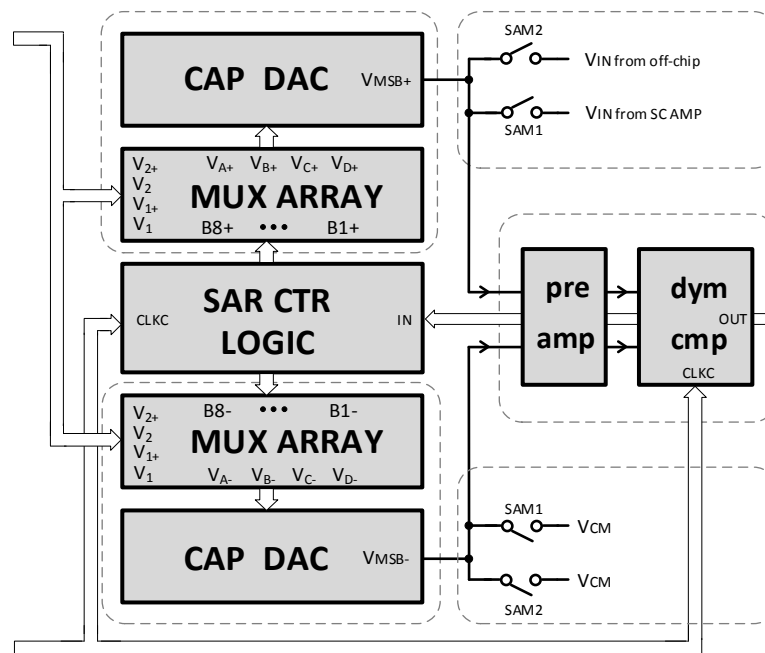 SAM2
CAP DAC
VMSB+
VIN from off-chip
VIN from SC AMP
SAM1
V2+
V2
V1+
V1
VA+ VB+ VC+ VD+
MUX ARRAY
B8+ ••• B1+
SAR CTR
LOGIC
CLKC
IN
pre
amp
dym
cmp
OUT
CLKC
V2+
V2
V1+
V1
B8- ••• B1-
MUX ARRAY
VA- VB- VC- VD-
CAP DAC
VMSB-
SAM1
VCM
VCM
SAM2